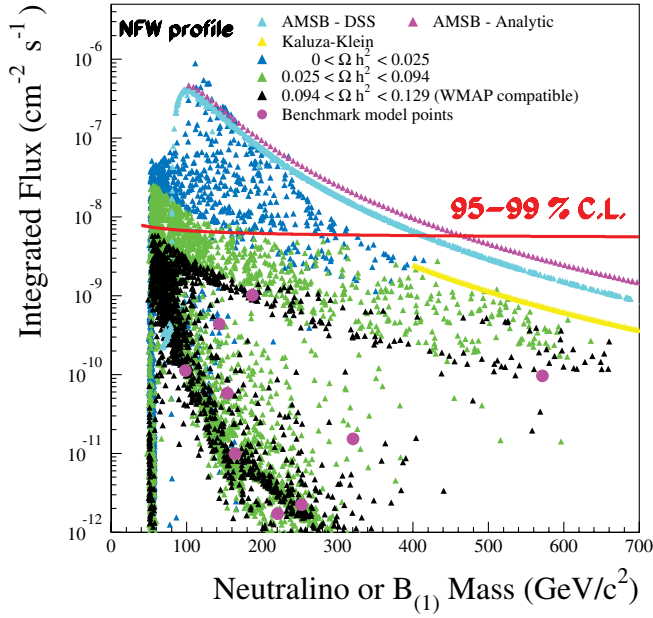 NFW profile
AMSB - DSS
AMSB - Analytic
Kaluza-Klein
0 < Ω h² < 0.025
0.025 < Ω h² < 0.094
0.094 < Ω h² < 0.129 (WMAP compatible)
Benchmark model points
95-99 % C.L.
Integrated Flux (cm⁻² s⁻¹)
10⁻⁶
10⁻⁷
10⁻⁸
10⁻⁹
10⁻¹⁰
10⁻¹¹
10⁻¹²
0 100 200 300 400 500 600 700
Neutralino or B₍₁₎ Mass (GeV/c²)